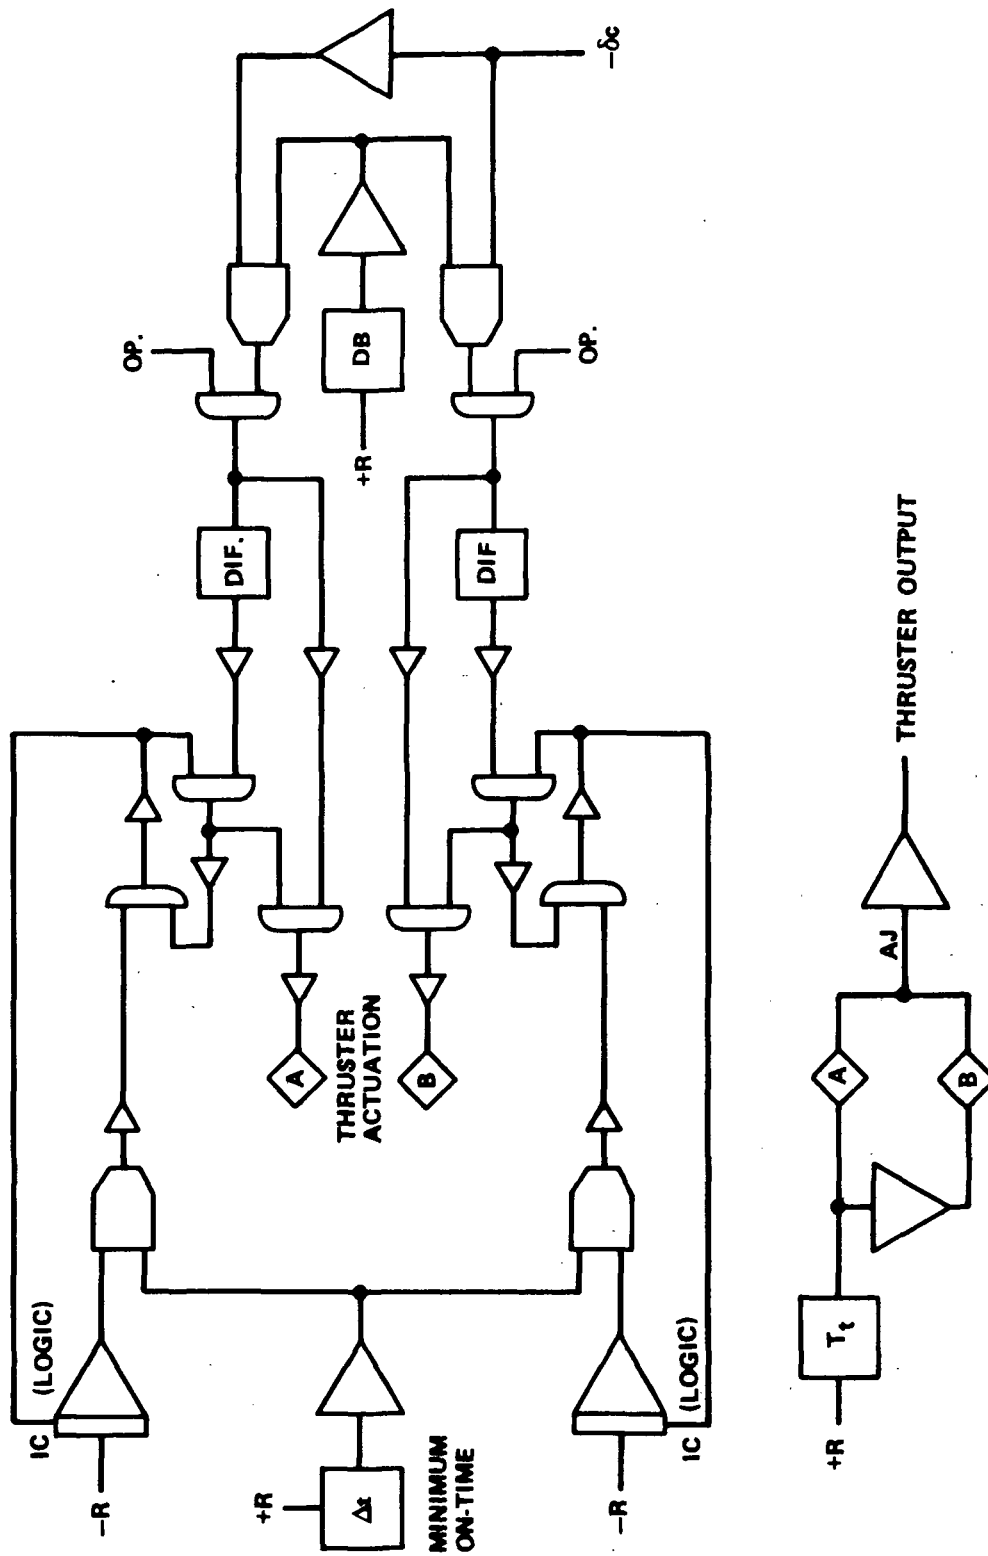 IC
(LOGIC)
−R
OP.
DIF.
+R
Δt
MINIMUM
ON-TIME
A
THRUSTER
ACTUATION
B
+R
DB
DIF
OP.
−δc
−R
IC
(LOGIC)
+R
Tt
A
B
AJ
THRUSTER OUTPUT